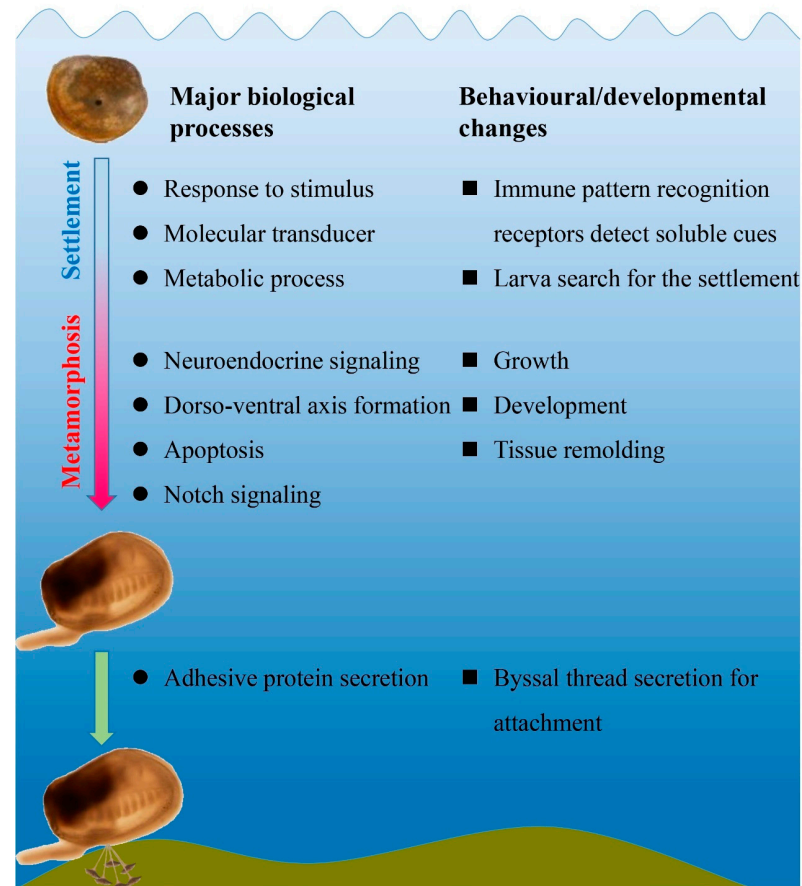 Major biological processes
Behavioural/developmental changes
Settlement
● Response to stimulus
● Molecular transducer
● Metabolic process
■ Immune pattern recognition
receptors detect soluble cues
■ Larva search for the settlement
Metamorphosis
● Neuroendocrine signaling
● Dorso-ventral axis formation
● Apoptosis
● Notch signaling
■ Growth
■ Development
■ Tissue remolding
● Adhesive protein secretion
■ Byssal thread secretion for
attachment